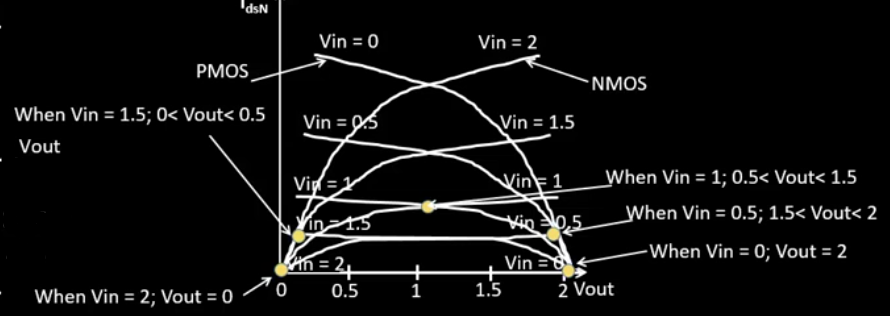 IdsN
Vin = 0
Vin = 2
PMOS
NMOS
When Vin = 1.5; 0< Vout< 0.5
Vout
Vin = 0.5
Vin = 1.5
Vin = 1
Vin = 1
When Vin = 1; 0.5< Vout< 1.5
Vin = 1.5
Vin = 0.5
When Vin = 0.5; 1.5< Vout< 2
Vin = 2
Vin = 0
When Vin = 0; Vout = 2
When Vin = 2; Vout = 0
0 0.5 1 1.5 2 Vout